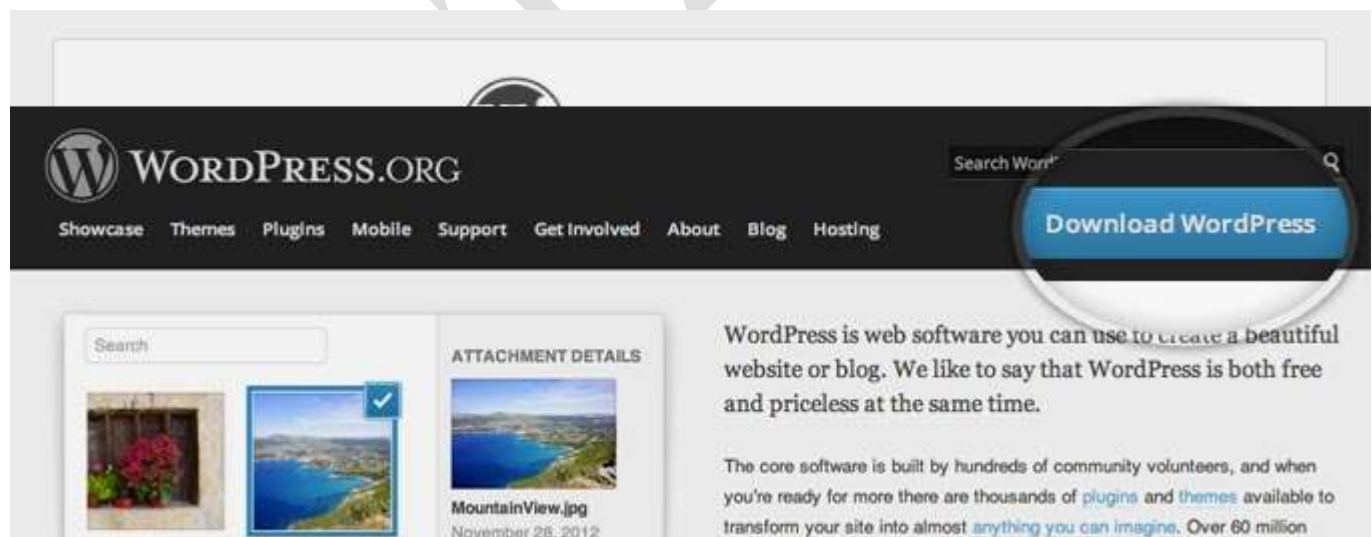 WORDPRESS.ORG
Search Word
Showcase Themes Plugins Mobile Support Get Involved About Blog Hosting
Download WordPress
Search
ATTACHMENT DETAILS
MountainView.jpg
November 28, 2012
WordPress is web software you can use to create a beautiful
website or blog. We like to say that WordPress is both free
and priceless at the same time.
The core software is built by hundreds of community volunteers, and when
you're ready for more there are thousands of plugins and themes available to
transform your site into almost anything you can imagine. Over 60 million